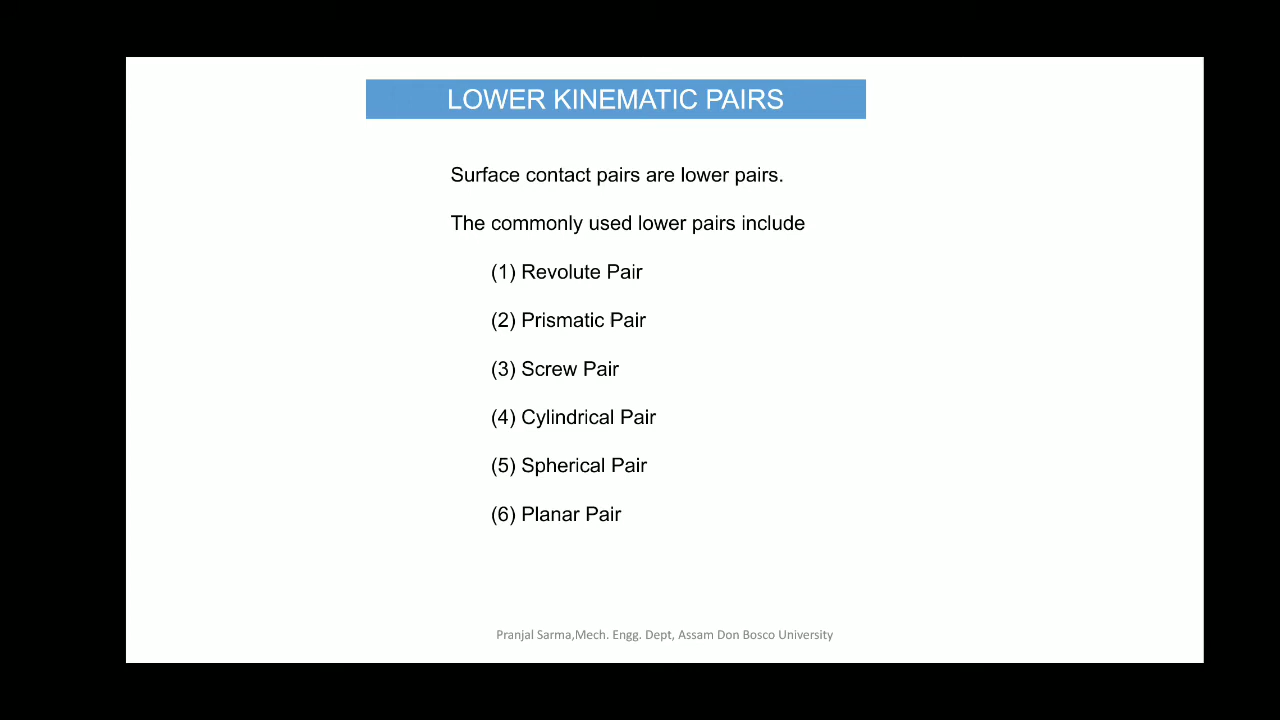 LOWER KINEMATIC PAIRS
Surface contact pairs are lower pairs.
The commonly used lower pairs include
(1) Revolute Pair
(2) Prismatic Pair
(3) Screw Pair
(4) Cylindrical Pair
(5) Spherical Pair
(6) Planar Pair
Pranjal Sarma,Mech. Engg. Dept, Assam Don Bosco University